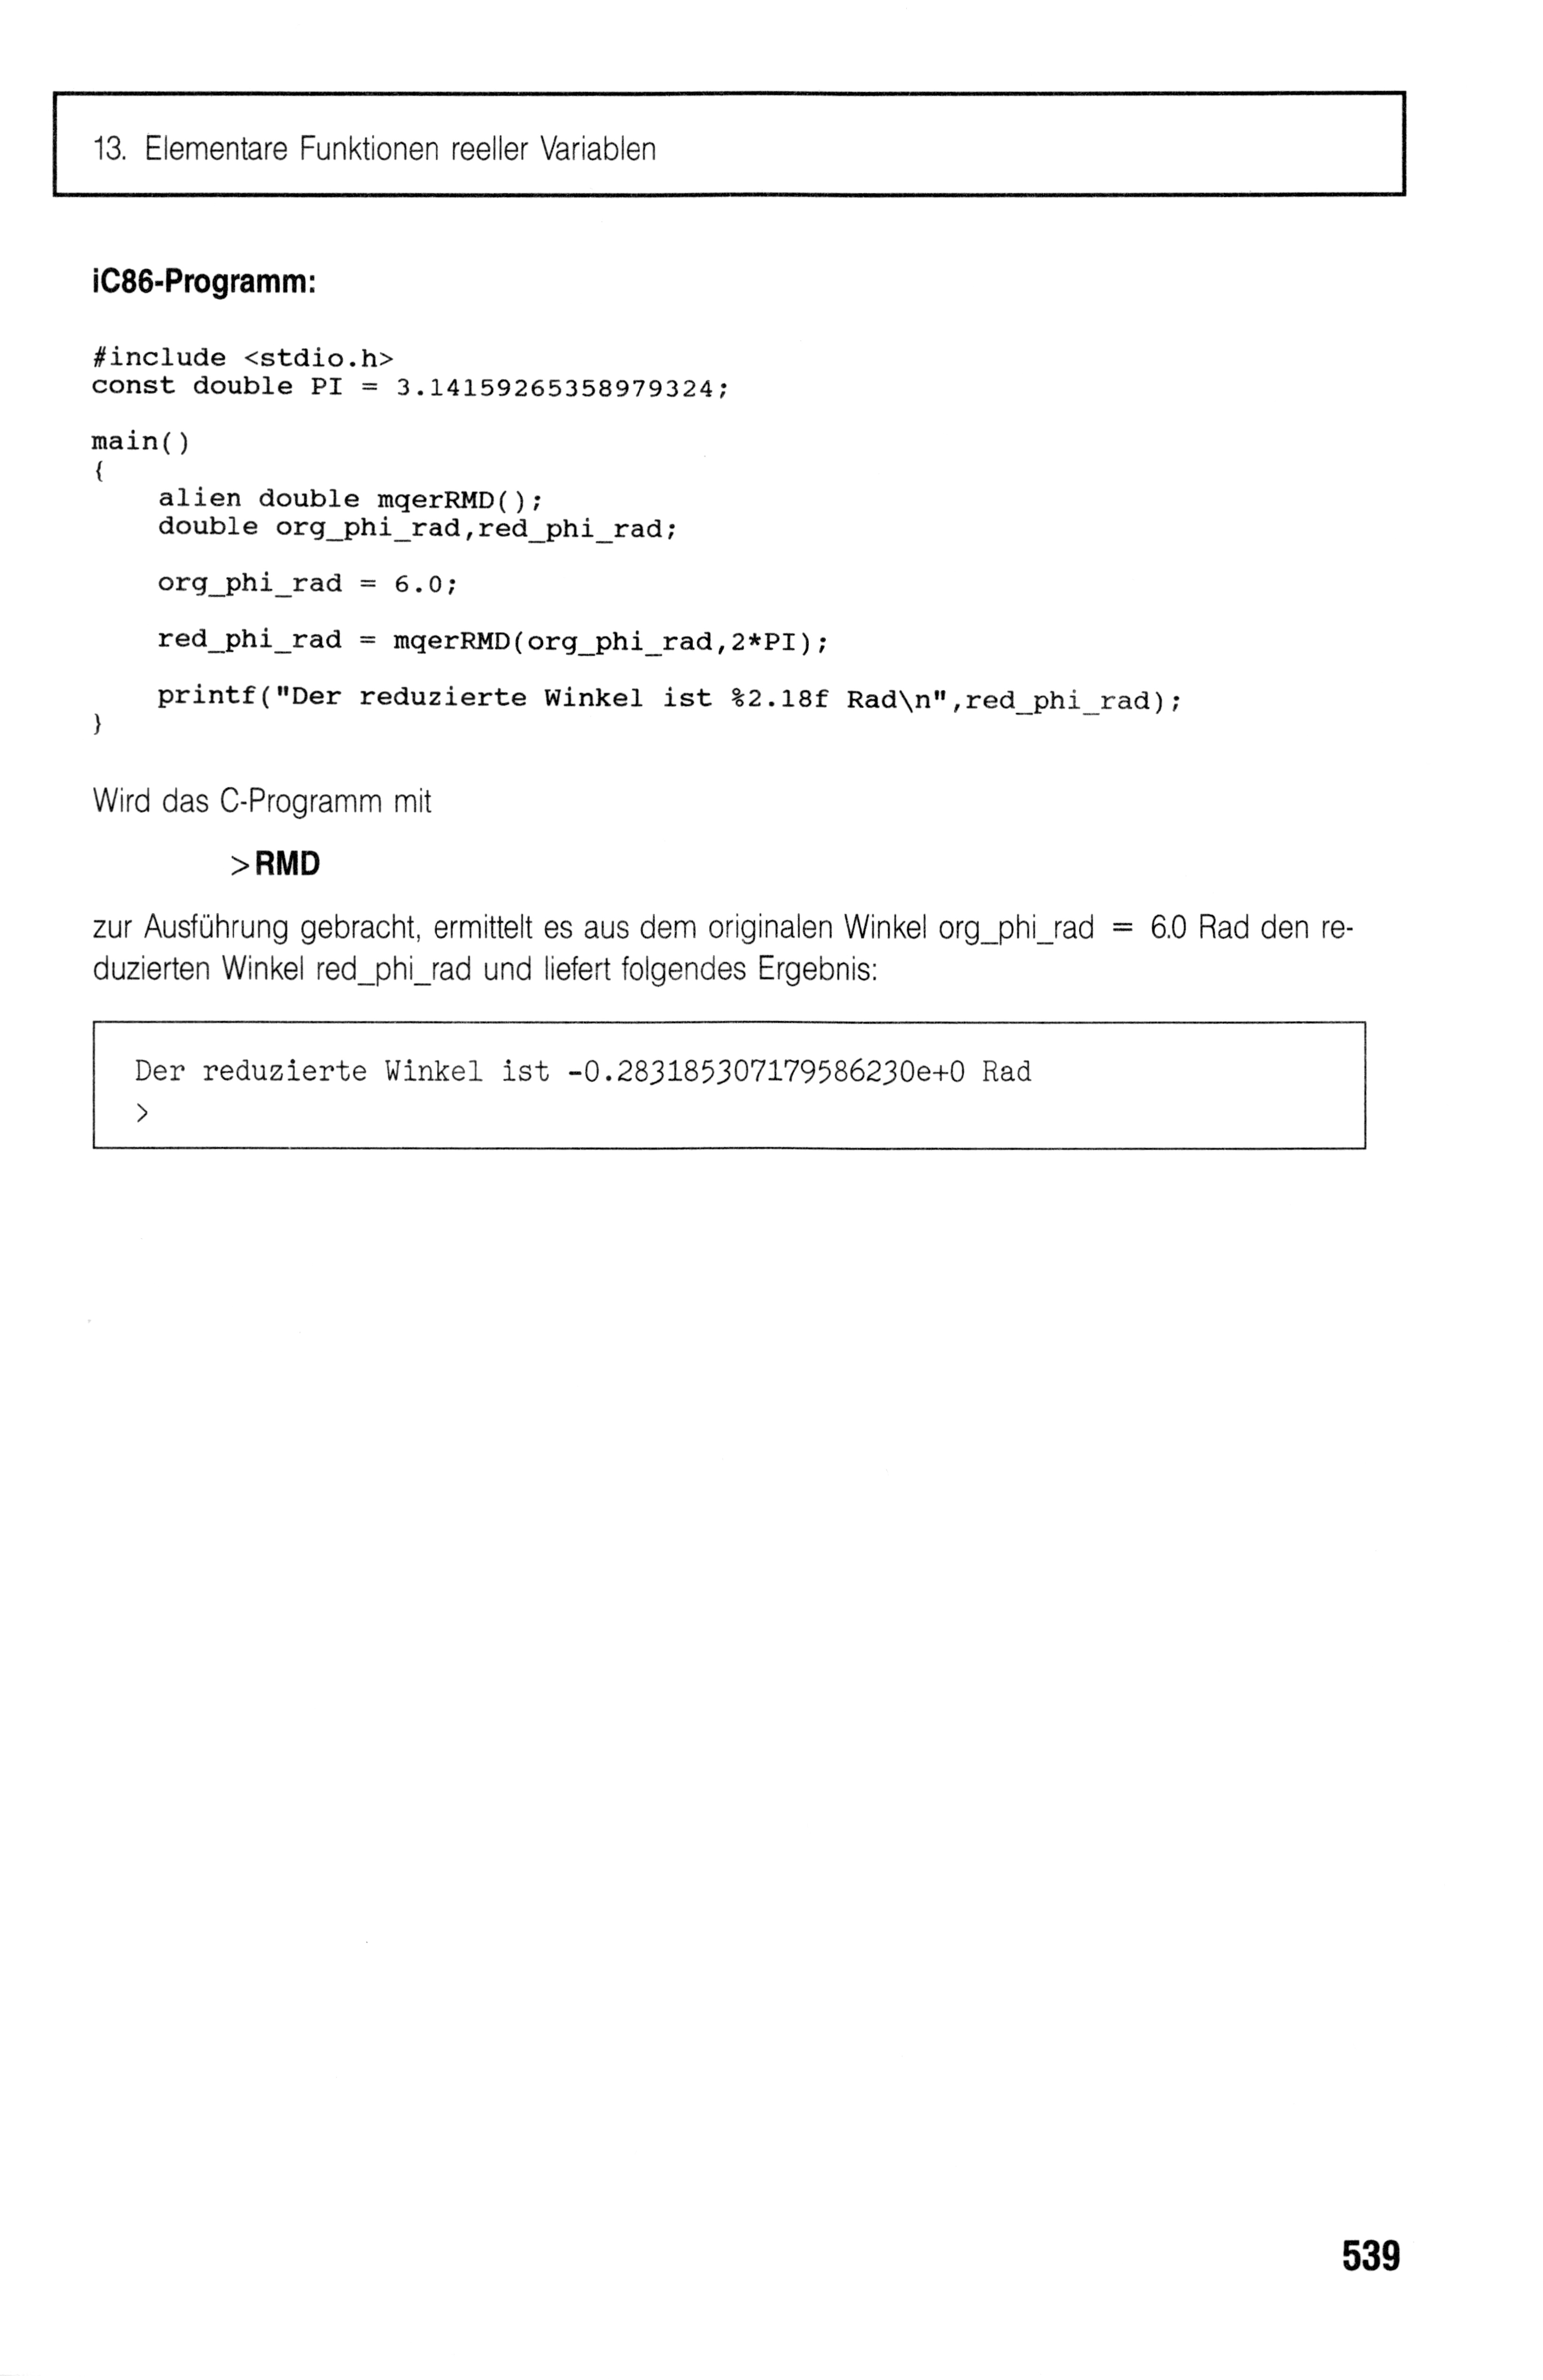 13. Elementare Funktionen reeller Variablen
iC86-Programm:
#include <stdio.h>
const double PI = 3.14159265358979324;
main()
{
alien double mqerRMD();
double org_phi_rad,red_phi_rad;
org_phi_rad = 6.0;
red_phi_rad = mqerRMD(org_phi_rad,2*PI);
printf("Der reduzierte Winkel ist %2.18f Rad\n",red_phi_rad);
}
Wird das C-Programm mit
>RMD
zur Ausführung gebracht, ermittelt es aus dem originalen Winkel org_phi_rad = 6.0 Rad den re-
duzierten Winkel red_phi_rad und liefert folgendes Ergebnis:
Der reduzierte Winkel ist -0.283185307179586230e+0 Rad
>
539